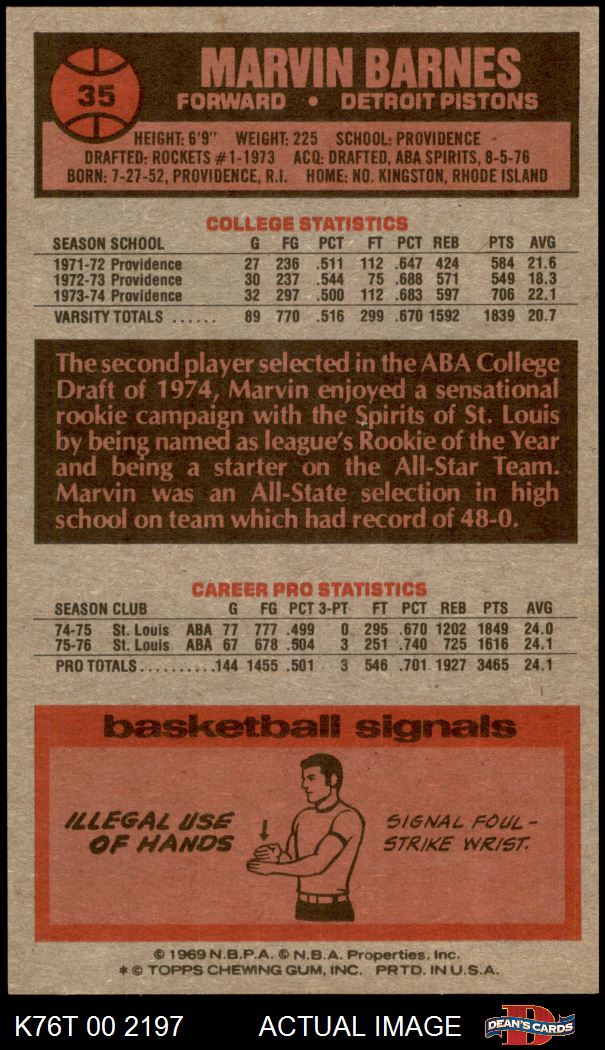 35
MARVIN BARNES
FORWARD • DETROIT PISTONS
HEIGHT: 6'9" WEIGHT: 225 SCHOOL: PROVIDENCE
DRAFTED: ROCKETS #1-1973 ACQ: DRAFTED, ABA SPIRITS, 8-5-76
BORN: 7-27-52, PROVIDENCE, R.I. HOME: NO. KINGSTON, RHODE ISLAND
COLLEGE STATISTICS
SEASON SCHOOL G FG PCT FT PCT REB PTS AVG
1971-72 Providence 27 236 .511 112 .647 424 584 21.6
1972-73 Providence 30 237 .544 75 .688 571 549 18.3
1973-74 Providence 32 297 .500 112 .683 597 706 22.1
VARSITY TOTALS ...... 89 770 .516 299 .670 1592 1839 20.7
The second player selected in the ABA College
Draft of 1974, Marvin enjoyed a sensational
rookie campaign with the Spirits of St. Louis
by being named as league's Rookie of the Year
and being a starter on the All-Star Team.
Marvin was an All-State selection in high
school on team which had record of 48-0.
CAREER PRO STATISTICS
SEASON CLUB G FG PCT 3-PT FT PCT REB PTS AVG
74-75 St. Louis ABA 77 777 .499 0 295 .670 1202 1849 24.0
75-76 St. Louis ABA 67 678 .504 3 251 .740 725 1616 24.1
PRO TOTALS.......... 144 1455 .501 3 546 .701 1927 3465 24.1
basketball signals
ILLEGAL USE
OF HANDS
SIGNAL FOUL -
STRIKE WRIST.
© 1969 N.B.P.A. © N.B.A. Properties, Inc.
* © TOPPS CHEWING GUM, INC. PRTD. IN U.S.A.
K76T 00 2197 ACTUAL IMAGE
D
DEAN'S CARDS